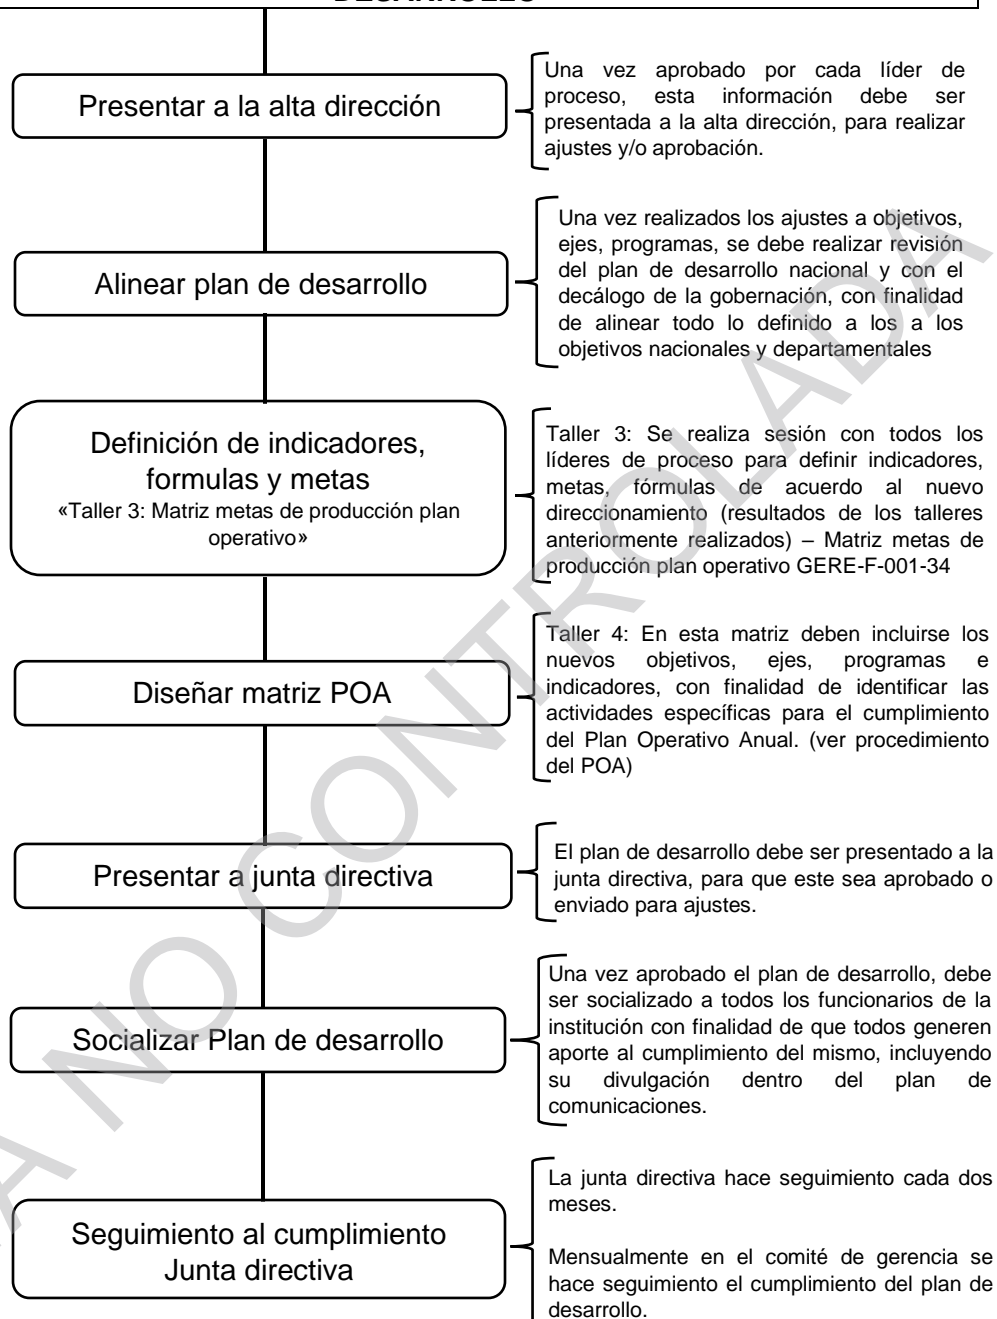 Presentar a la alta dirección
Una vez aprobado por cada líder de
proceso, esta información debe ser
presentada a la alta dirección, para realizar
ajustes y/o aprobación.
Alinear plan de desarrollo
Una vez realizados los ajustes a objetivos,
ejes, programas, se debe realizar revisión
del plan de desarrollo nacional y con el
decálogo de la gobernación, con finalidad
de alinear todo lo definido a los a los
objetivos nacionales y departamentales
Definición de indicadores,
formulas y metas
«Taller 3: Matriz metas de producción plan
operativo»
Taller 3: Se realiza sesión con todos los
líderes de proceso para definir indicadores,
metas, fórmulas de acuerdo al nuevo
direccionamiento (resultados de los talleres
anteriormente realizados) – Matriz metas de
producción plan operativo GERE-F-001-34
Diseñar matriz POA
Taller 4: En esta matriz deben incluirse los
nuevos objetivos, ejes, programas e
indicadores, con finalidad de identificar las
actividades específicas para el cumplimiento
del Plan Operativo Anual. (ver procedimiento
del POA)
Presentar a junta directiva
El plan de desarrollo debe ser presentado a la
junta directiva, para que este sea aprobado o
enviado para ajustes.
Socializar Plan de desarrollo
Una vez aprobado el plan de desarrollo, debe
ser socializado a todos los funcionarios de la
institución con finalidad de que todos generen
aporte al cumplimiento del mismo, incluyendo
su divulgación dentro del plan de
comunicaciones.
Seguimiento al cumplimiento
Junta directiva
La junta directiva hace seguimiento cada dos
meses.
Mensualmente en el comité de gerencia se
hace seguimiento el cumplimiento del plan de
desarrollo.
A NO CONTROLADA